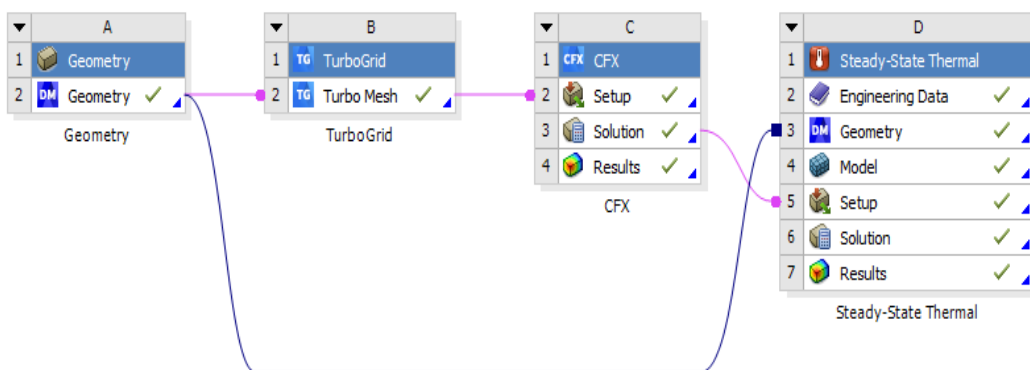 A
1 Geometry
2 DM Geometry
Geometry
B
1 TG TurboGrid
2 TG Turbo Mesh
TurboGrid
C
1 CFX CFX
2 Setup
3 Solution
4 Results
CFX
D
1 Steady-State Thermal
2 Engineering Data
3 DM Geometry
4 Model
5 Setup
6 Solution
7 Results
Steady-State Thermal